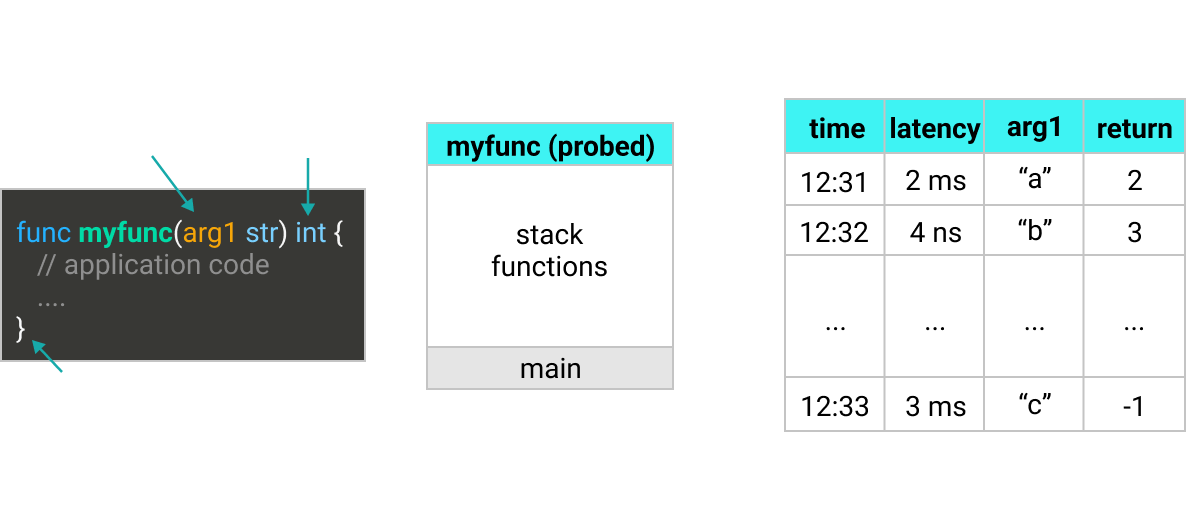 func myfunc(arg1 str) int {
// application code
....
}
myfunc (probed)
stack
functions
main
time latency arg1 return
12:31 2 ms “a” 2
12:32 4 ns “b” 3
... ... ... ...
12:33 3 ms “c” -1